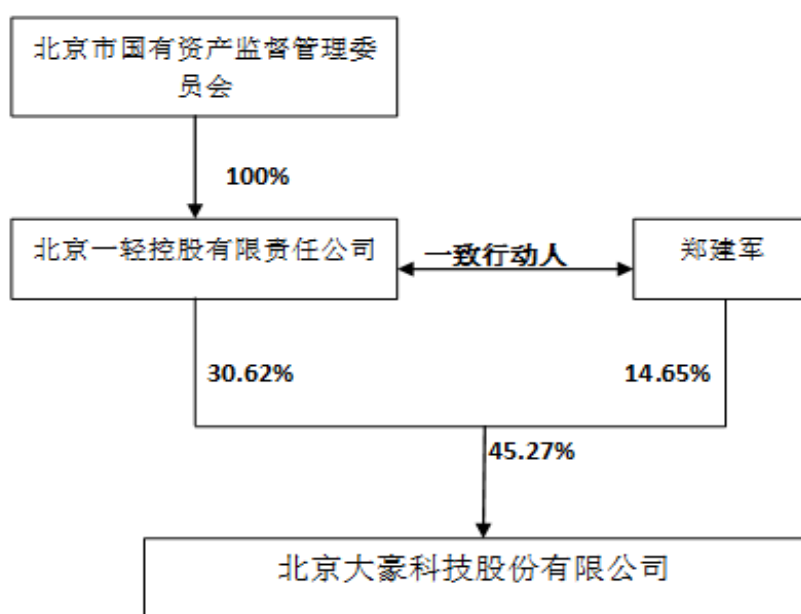 北京市国有资产监督管理委
员会
100%
北京一轻控股有限责任公司
一致行动人
郑建军
30.62%
14.65%
45.27%
北京大豪科技股份有限公司